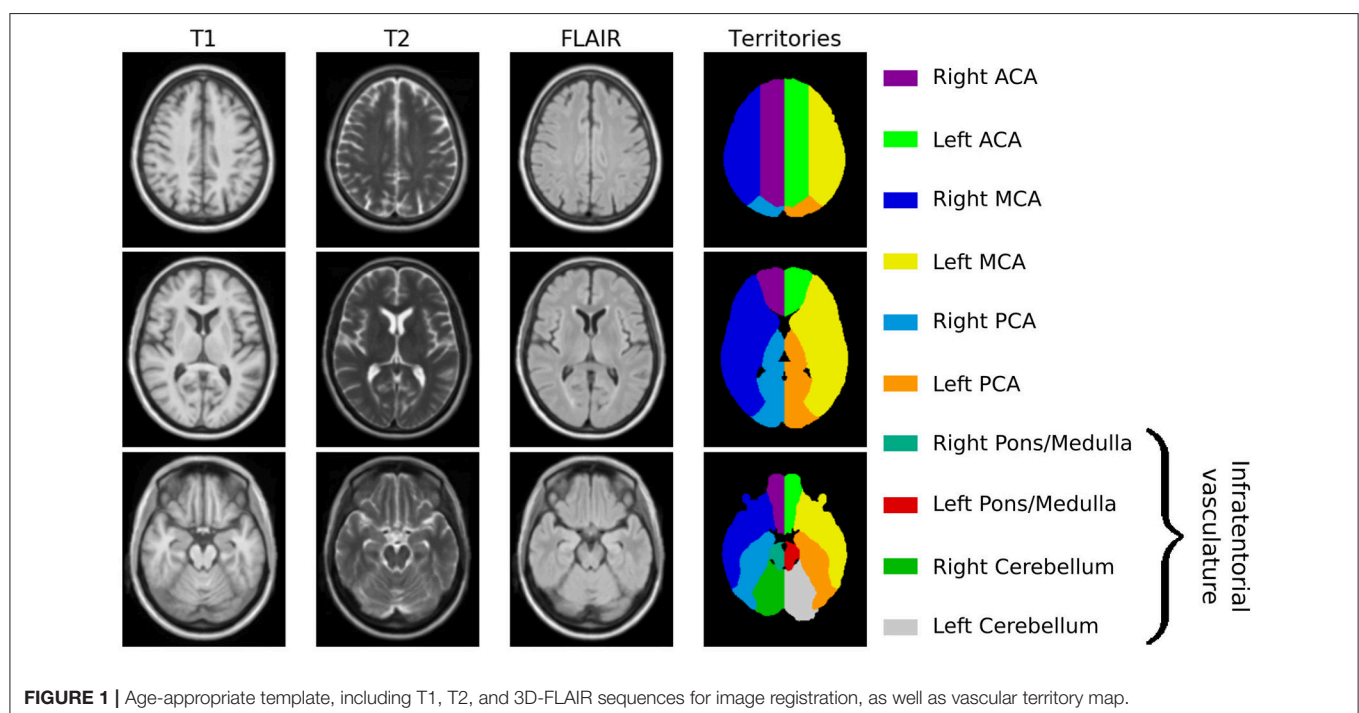 T1 T2 FLAIR Territories
Right ACA
Left ACA
Right MCA
Left MCA
Right PCA
Left PCA
Right Pons/Medulla
Left Pons/Medulla
Right Cerebellum
Left Cerebellum
Infratentorial
vasculature
FIGURE 1 | Age-appropriate template, including T1, T2, and 3D-FLAIR sequences for image registration, as well as vascular territory map.